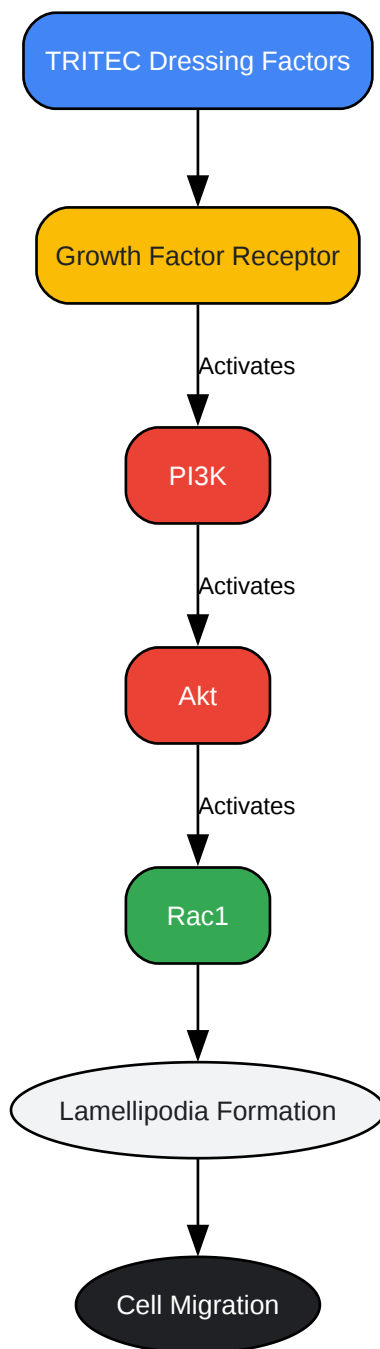 TRITEC Dressing Factors
Growth Factor Receptor
Activates
PI3K
Activates
Akt
Activates
Rac1
Lamellipodia Formation
Cell Migration